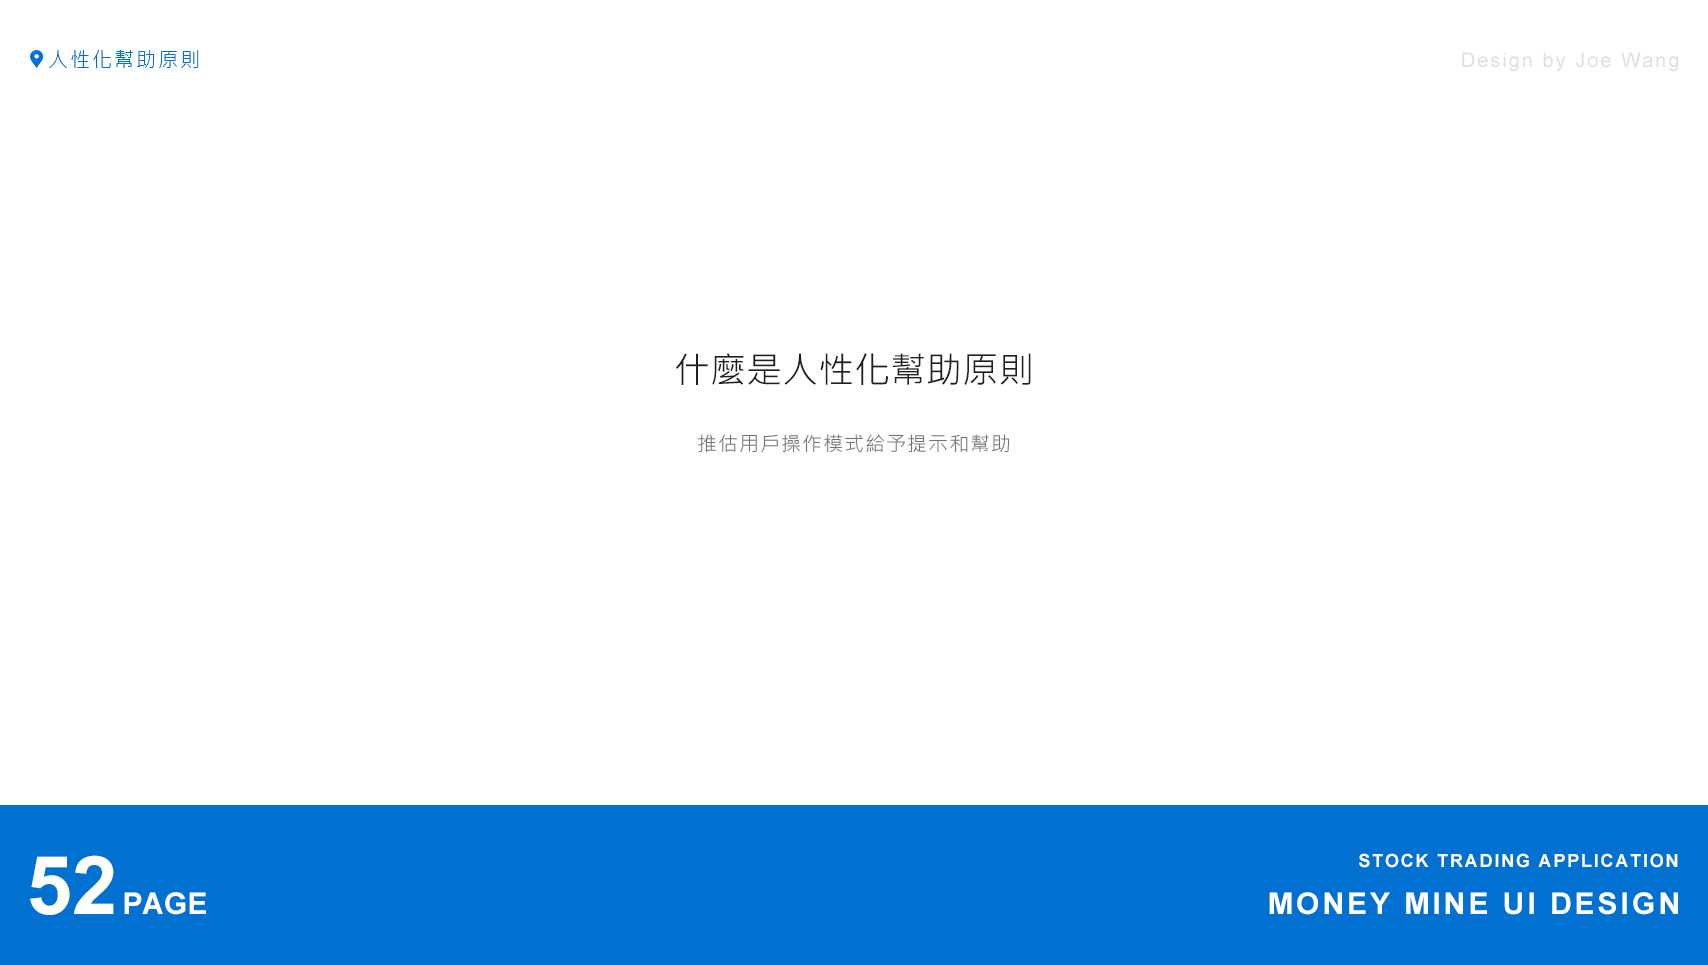 人性化幫助原則
Design by Joe Wang
什麼是人性化幫助原則
推估用戶操作模式給予提示和幫助
52 PAGE
STOCK TRADING APPLICATION
MONEY MINE UI DESIGN